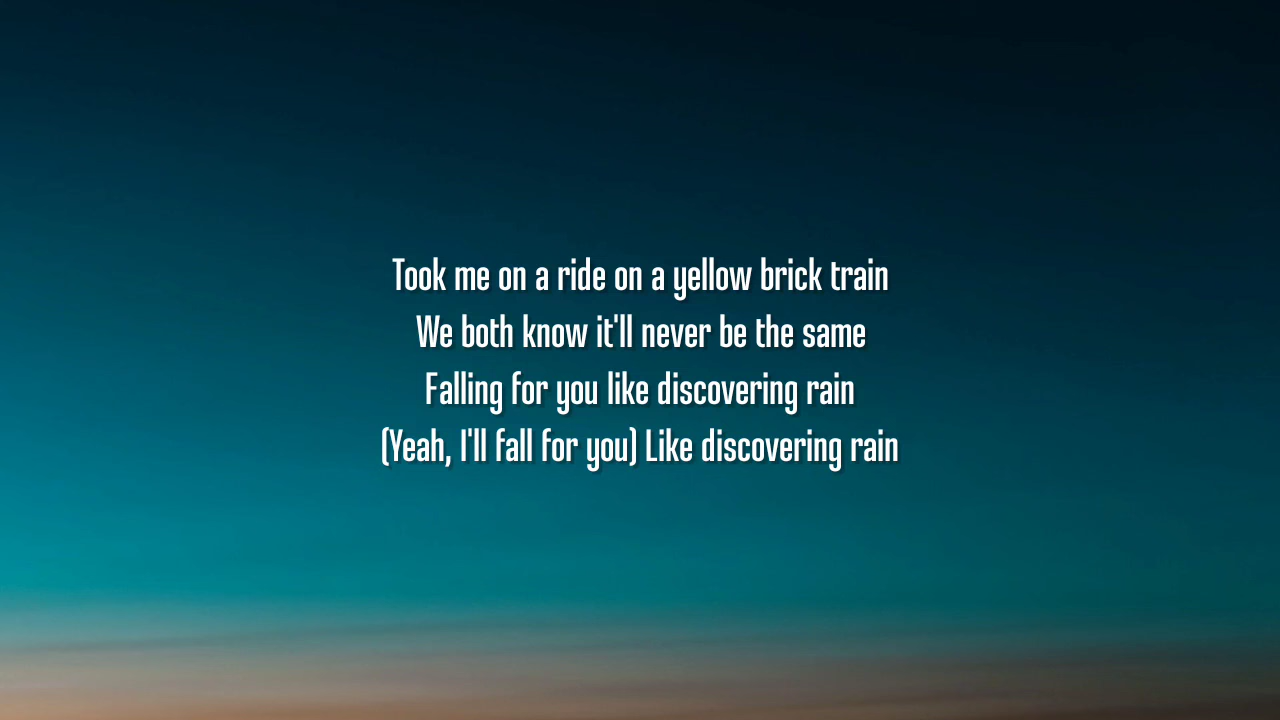 Took me on a ride on a yellow brick train
We both know it'll never be the same
Falling for you like discovering rain
(Yeah, I'll fall for you) Like discovering rain